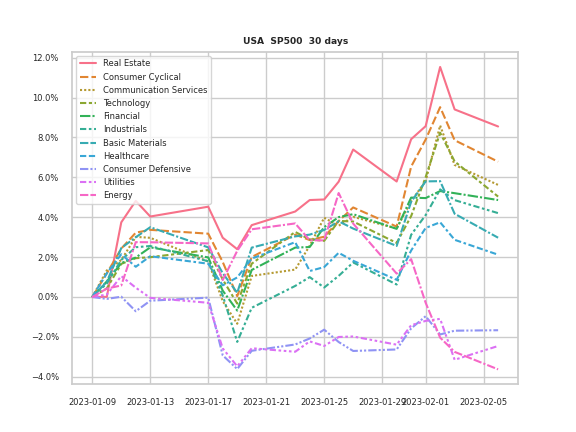 USA SP500 30 days
12.0%
10.0%
8.0%
6.0%
4.0%
2.0%
0.0%
−2.0%
−4.0%
Real Estate
Consumer Cyclical
Communication Services
Technology
Financial
Industrials
Basic Materials
Healthcare
Consumer Defensive
Utilities
Energy
2023-01-09 2023-01-13 2023-01-17 2023-01-21 2023-01-25 2023-01-29 2023-02-01 2023-02-05